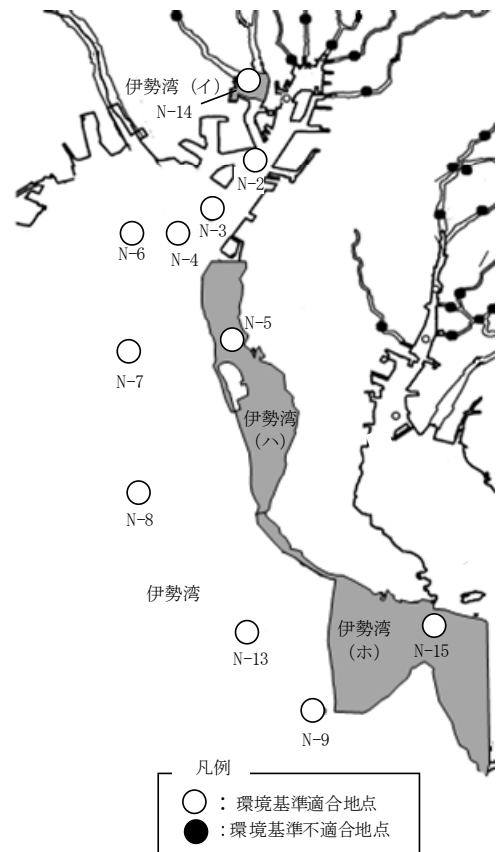 伊勢湾（イ）
N-14
N-2
N-3
N-6
N-4
N-5
N-7
伊勢湾
（ハ）
N-8
伊勢湾
伊勢湾
（ホ）
N-13
N-15
N-9
凡例
○：環境基準適合地点
●：環境基準不適合地点